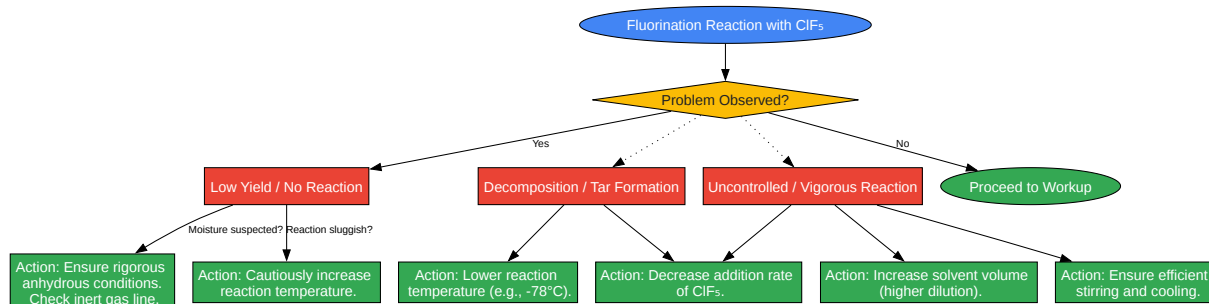 Fluorination Reaction with ClF₅
Problem Observed?
Yes
No
Low Yield / No Reaction
Decomposition / Tar Formation
Uncontrolled / Vigorous Reaction
Proceed to Workup
Moisture suspected?
Reaction sluggish?
Action: Ensure rigorous
anhydrous conditions.
Check inert gas line.
Action: Cautiously increase
reaction temperature.
Action: Lower reaction
temperature (e.g., -78°C).
Action: Decrease addition rate
of ClF₅.
Action: Increase solvent volume
(higher dilution).
Action: Ensure efficient
stirring and cooling.